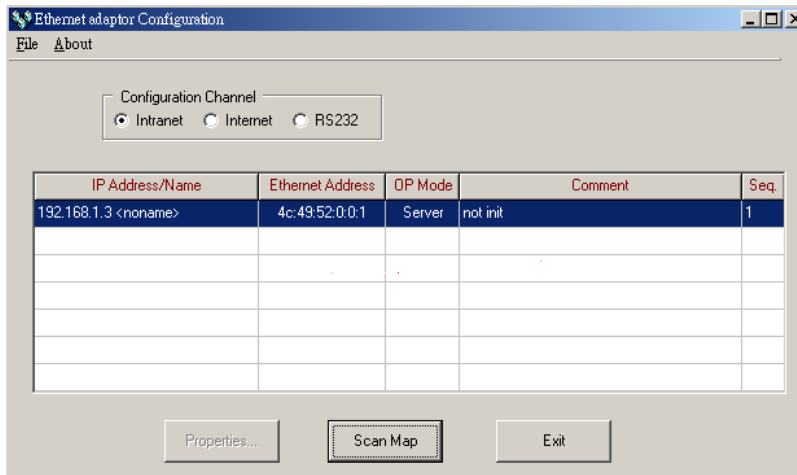 Ethernet adaptor Configuration
File About
Configuration Channel
Intranet Internet RS232
IP Address/Name Ethernet Address OP Mode Comment Seq.
192.168.1.3 <noname> 4c:49:52:0:0:1 Server not init 1
Properties... Scan Map Exit